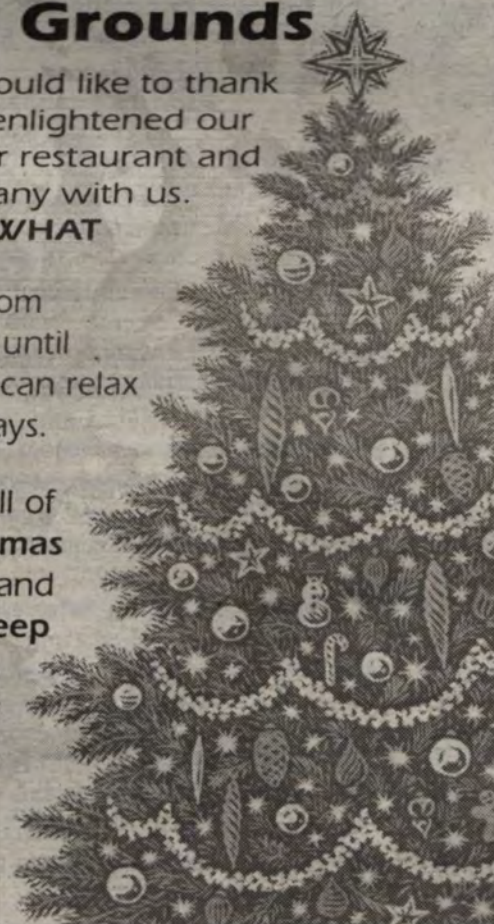 Grounds
ould like to thank
enlightened our
r restaurant and
any with us.
WHAT
om
until
can relax
ays.
ll of
mas
and
eep